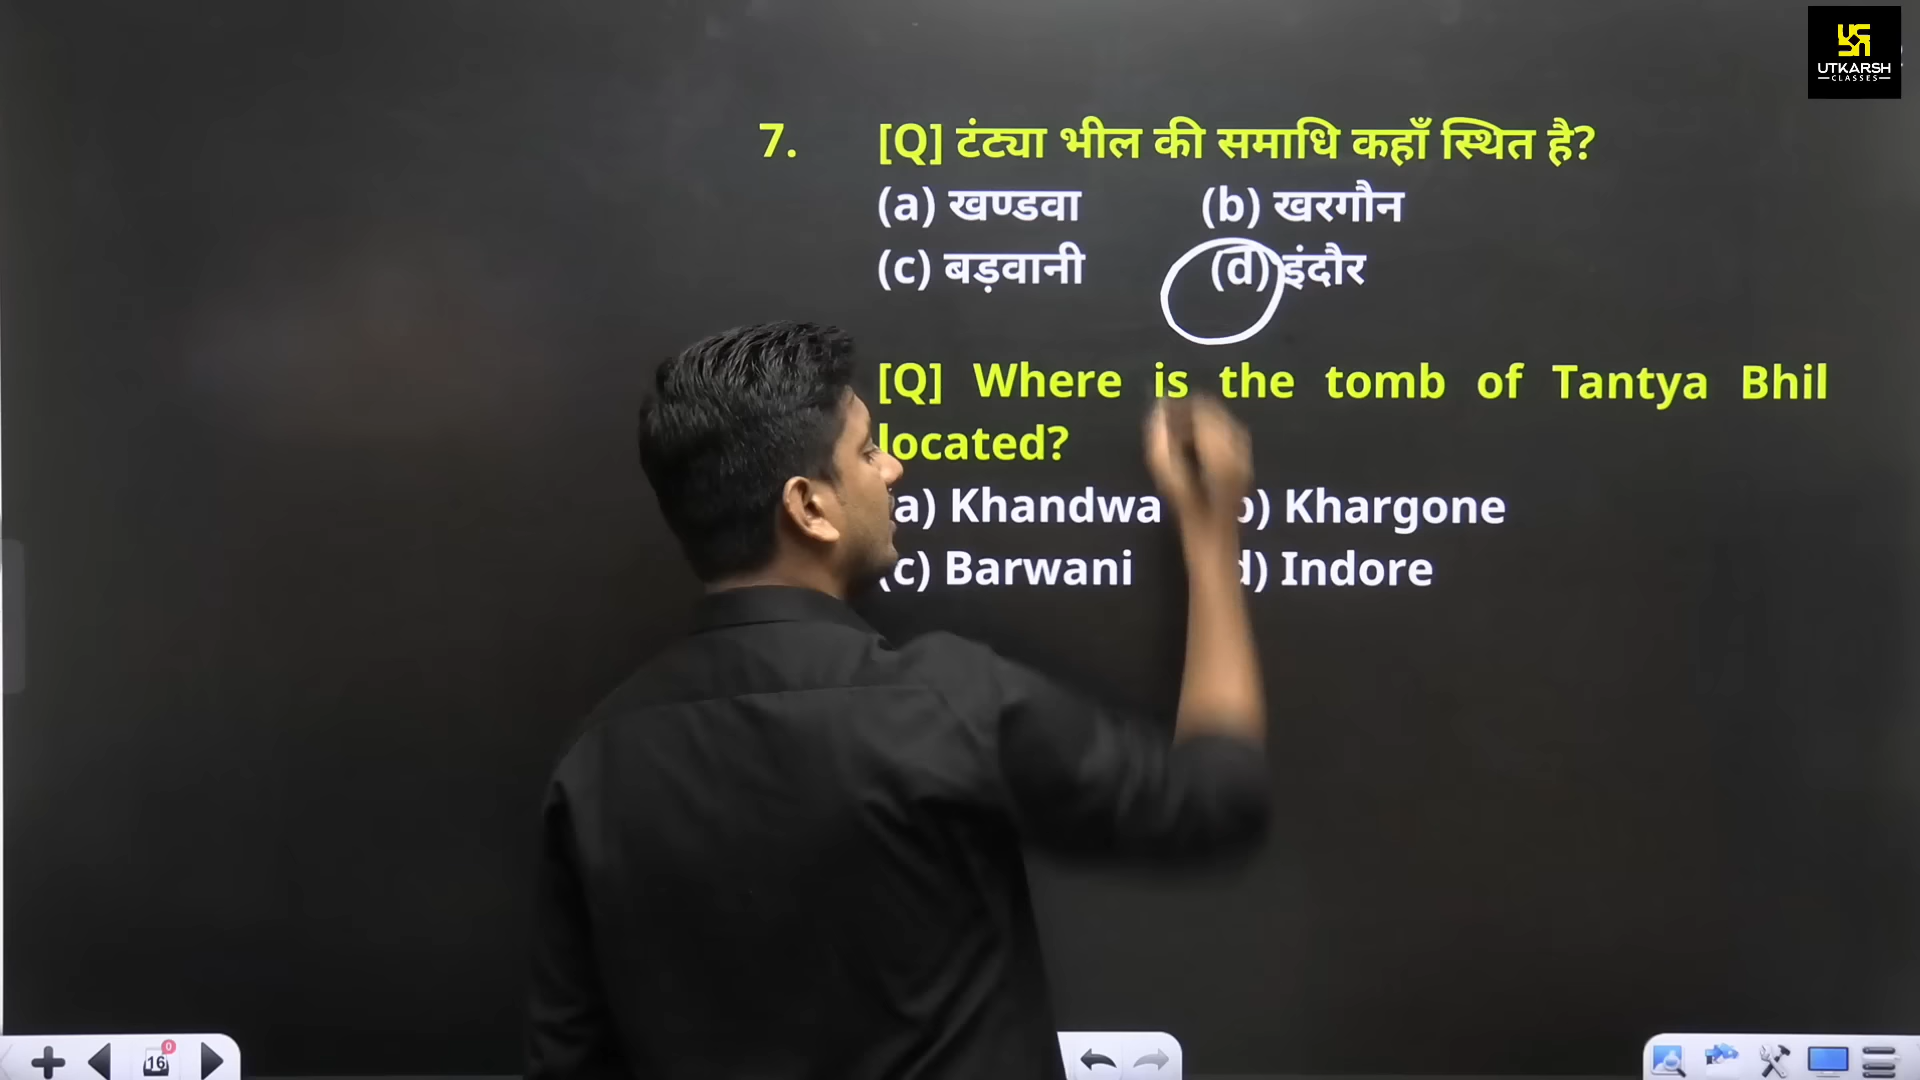 UTKARSH
CLASSES
7. [Q] टंट्या भील की समाधि कहाँ स्थित है?
(a) खण्डवा (b) खरगौन
(c) बड़वानी (d) इंदौर
[Q] Where is the tomb of Tantya Bhil
located?
a) Khandwa b) Khargone
(c) Barwani d) Indore
16
0